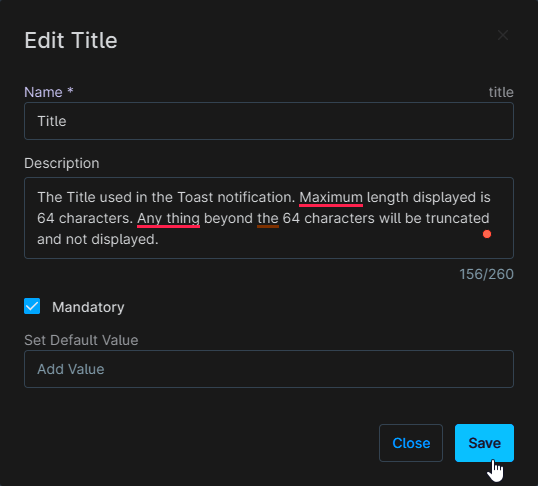 Edit Title
Name *
title
Title
Description
The Title used in the Toast notification. Maximum length displayed is
64 characters. Any thing beyond the 64 characters will be truncated
and not displayed.
156/260
Mandatory
Set Default Value
Add Value
Close
Save